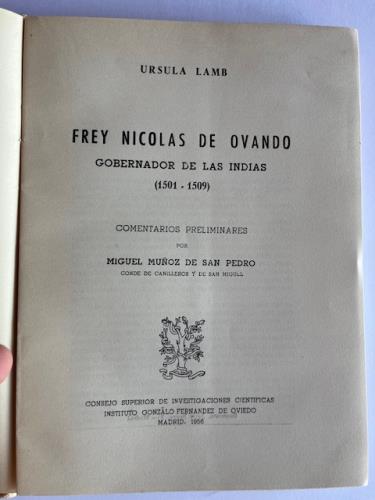 URSULA LAMB
FREY NICOLAS DE OVANDO
GOBERNADOR DE LAS INDIAS
(1501 - 1509)
COMENTARIOS PRELIMINARES
POR
MIGUEL MUÑOZ DE SAN PEDRO
CONDE DE CANILLEROS Y DE SAN MIGUEL
CONSEJO SUPERIOR DE INVESTIGACIONES CIENTIFICAS
INSTITUTO GONZALO FERNANDEZ DE OVIEDO
MADRID, 1956